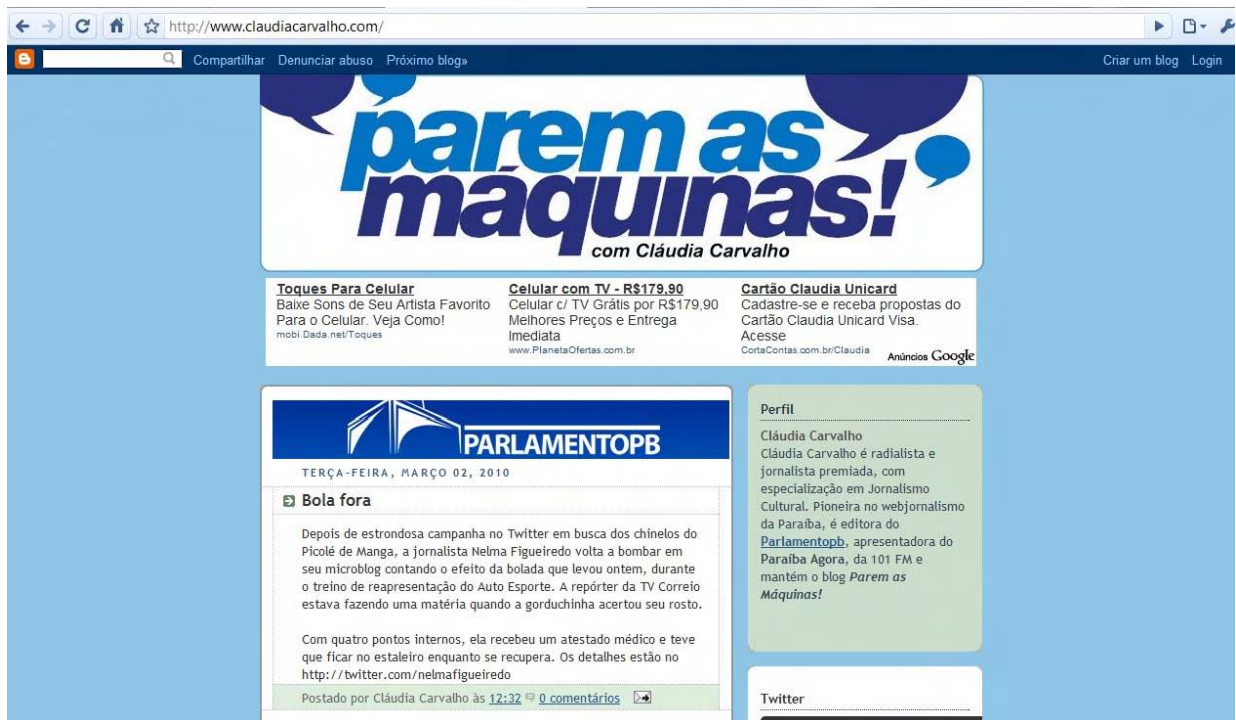 http://www.claudiacarvalho.com/
Compartilhar Denunciar abuso Próximo blog»
Criar um blog Login
parem as
máquinas!
com Cláudia Carvalho
Toques Para Celular
Baixe Sons de Seu Artista Favorito
Para o Celular. Veja Como!
mobi.Dada.net/Toques
Celular com TV - R$179,90
Celular c/ TV Grátis por R$179,90
Melhores Preços e Entrega
Imediata
www.PlanetaOfertas.com.br
Cartão Claudia Unicard
Cadastre-se e receba propostas do
Cartão Claudia Unicard Visa.
Acesse
CortaContas.com.br/Claudia
Anúncios Google
PARLAMENTOPB
TERÇA-FEIRA, MARÇO 02, 2010
Bola fora
Depois de estrondosa campanha no Twitter em busca dos chinelos do
Picolé de Manga, a jornalista Nelma Figueiredo volta a bombar em
seu microblog contando o efeito da bolada que levou ontem, durante
o treino de reapresentação do Auto Esporte. A repórter da TV Correio
estava fazendo uma matéria quando a gorduchinha acertou seu rosto.
Com quatro pontos internos, ela recebeu um atestado médico e teve
que ficar no estaleiro enquanto se recupera. Os detalhes estão no
http://twitter.com/nelmafigueiredo
Postado por Cláudia Carvalho às 12:32 0 comentários
Perfil
Cláudia Carvalho
Cláudia Carvalho é radialista e
jornalista premiada, com
especialização em Jornalismo
Cultural. Pioneira no webjornalismo
da Paraíba, é editora do
Parlamentopb, apresentadora do
Paraíba Agora, da 101 FM e
mantém o blog Parem as
Máquinas!
Twitter